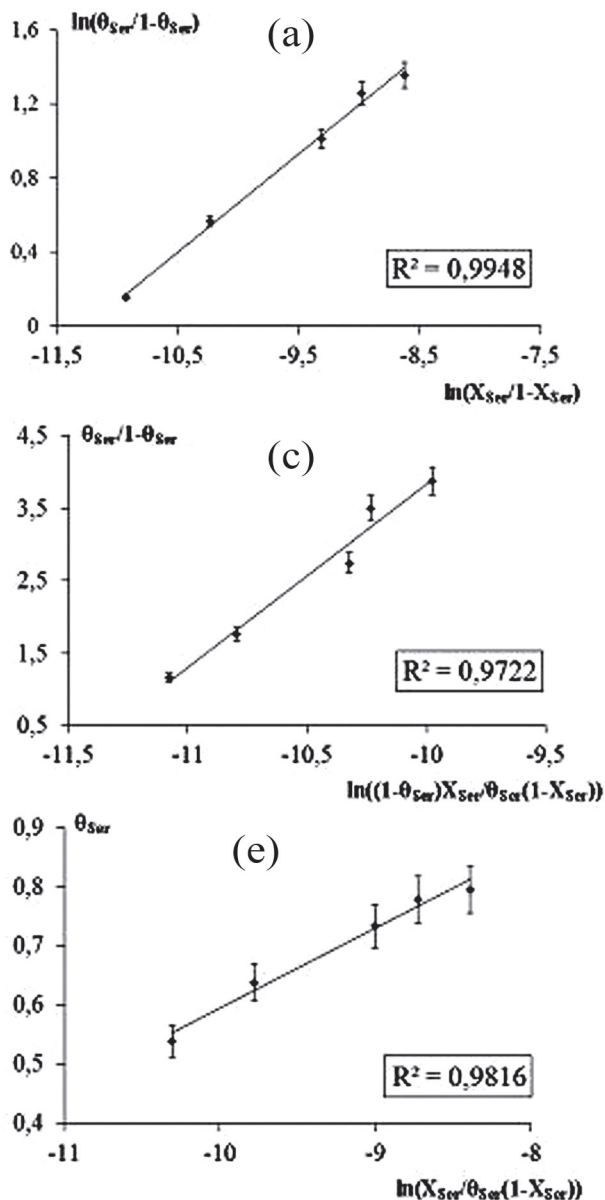 ln(θSer/1-θSer)
(a)
1,6
1,2
0,8
0,4
0
R² = 0,9948
-11,5
-10,5
-9,5
-8,5
-7,5
ln(XSer/1-XSer)
θSer/1-θSer
(c)
4,5
3,5
2,5
1,5
0,5
R² = 0,9722
-11,5
-11
-10,5
-10
-9,5
ln((1-θSer)XSer/θSer(1-XSer))
θSer
(e)
0,9
0,8
0,7
0,6
0,5
0,4
R² = 0,9816
-11
-10
-9
-8
ln(XSer/θSer(1-XSer))